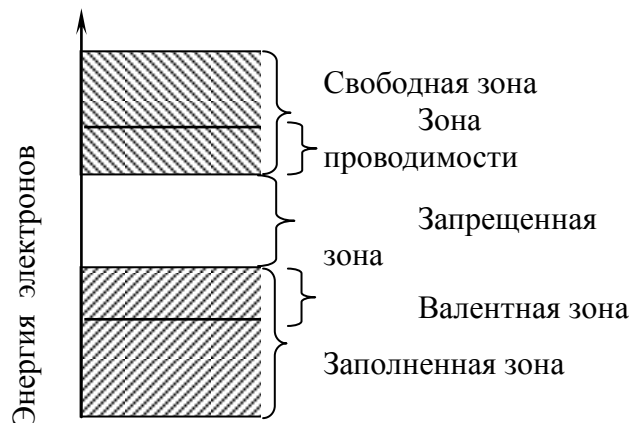 Свободная зона
Зона
проводимости
Запрещенная
зона
Валентная зона
Заполненная зона
Энергия электронов